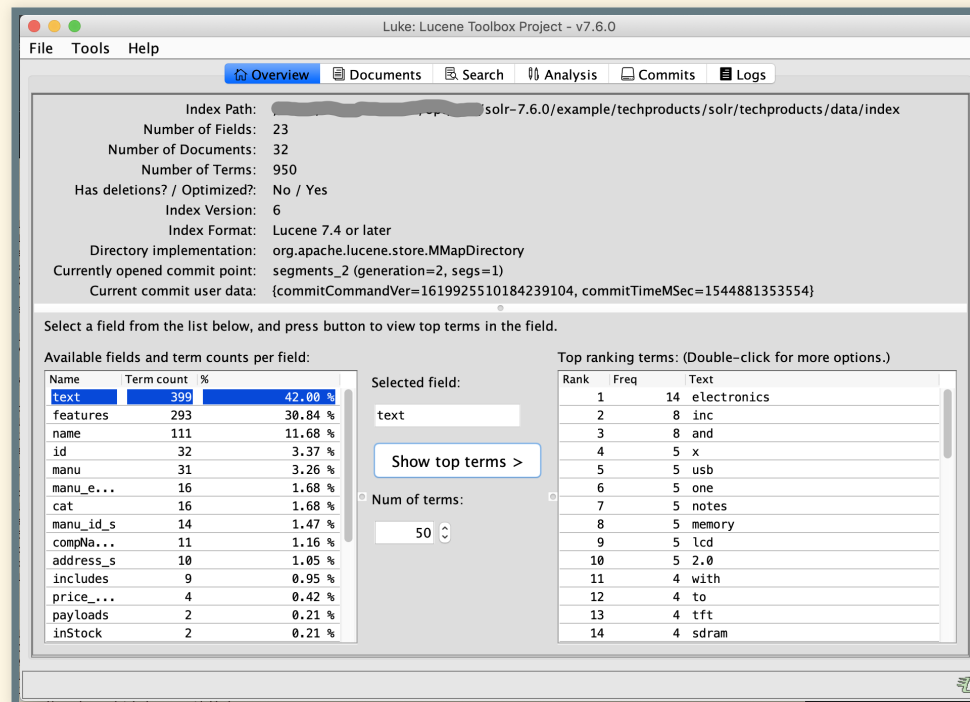 Luke: Lucene Toolbox Project - v7.6.0
File Tools Help
Overview Documents Search Analysis Commits Logs
Index Path: /solr-7.6.0/example/techproducts/solr/techproducts/data/index
Number of Fields: 23
Number of Documents: 32
Number of Terms: 950
Has deletions? / Optimized?: No / Yes
Index Version: 6
Index Format: Lucene 7.4 or later
Directory implementation: org.apache.lucene.store.MMapDirectory
Currently opened commit point: segments_2 (generation=2, segs=1)
Current commit user data: {commitCommandVer=1619925510184239104, commitTimeMSec=1544881353554}
Select a field from the list below, and press button to view top terms in the field.
Available fields and term counts per field:
Name Term count %
text 399 42.00 %
features 293 30.84 %
name 111 11.68 %
id 32 3.37 %
manu 31 3.26 %
manu_e... 16 1.68 %
cat 16 1.68 %
manu_id_s 14 1.47 %
compNa... 11 1.16 %
address_s 10 1.05 %
includes 9 0.95 %
price_... 4 0.42 %
payloads 2 0.21 %
inStock 2 0.21 %
Selected field:
text
Show top terms >
Num of terms:
50
Top ranking terms: (Double-click for more options.)
Rank Freq Text
1 14 electronics
2 8 inc
3 8 and
4 5 x
5 5 usb
6 5 one
7 5 notes
8 5 memory
9 5 lcd
10 5 2.0
11 4 with
12 4 to
13 4 tft
14 4 sdram